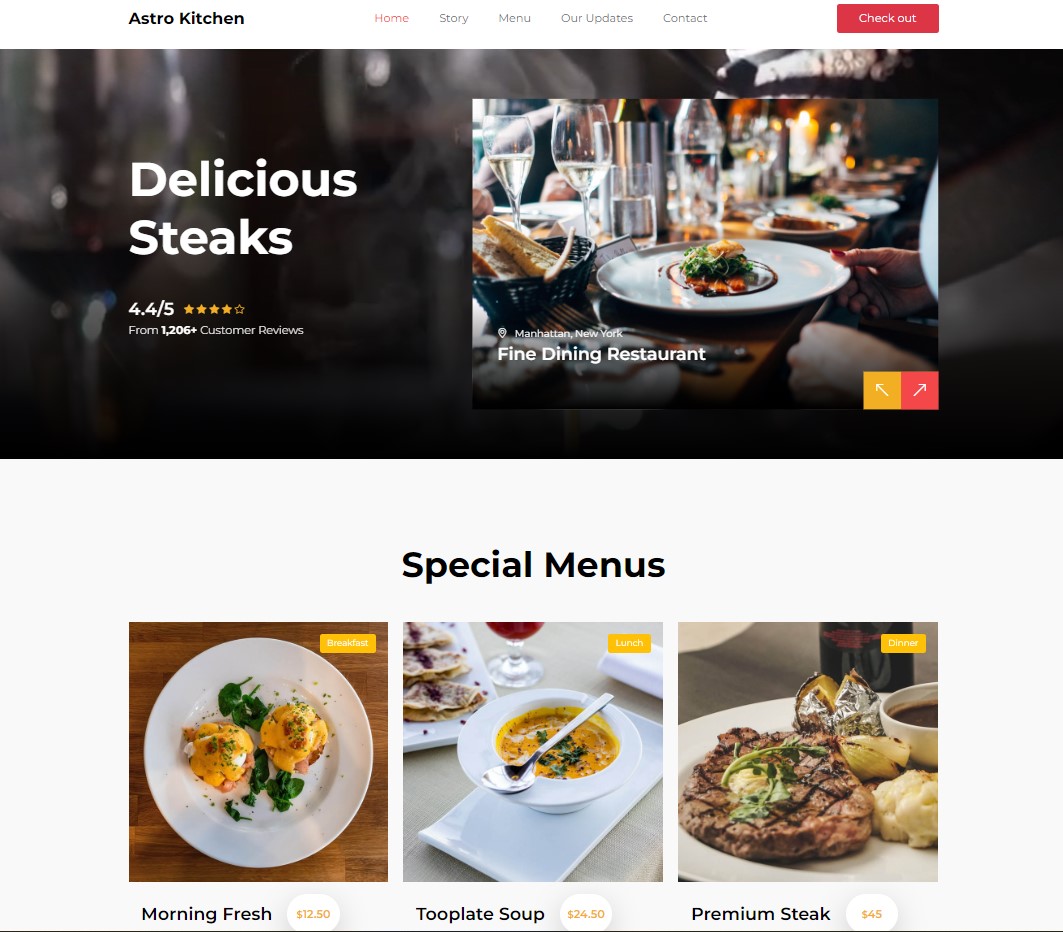 Astro Kitchen
Home
Story
Menu
Our Updates
Contact
Check out
Delicious
Steaks
4.4/5
From 1,206+ Customer Reviews
Manhattan, New York
Fine Dining Restaurant
Special Menus
Breakfast
Lunch
Dinner
Morning Fresh
$12.50
Tooplate Soup
$24.50
Premium Steak
$45